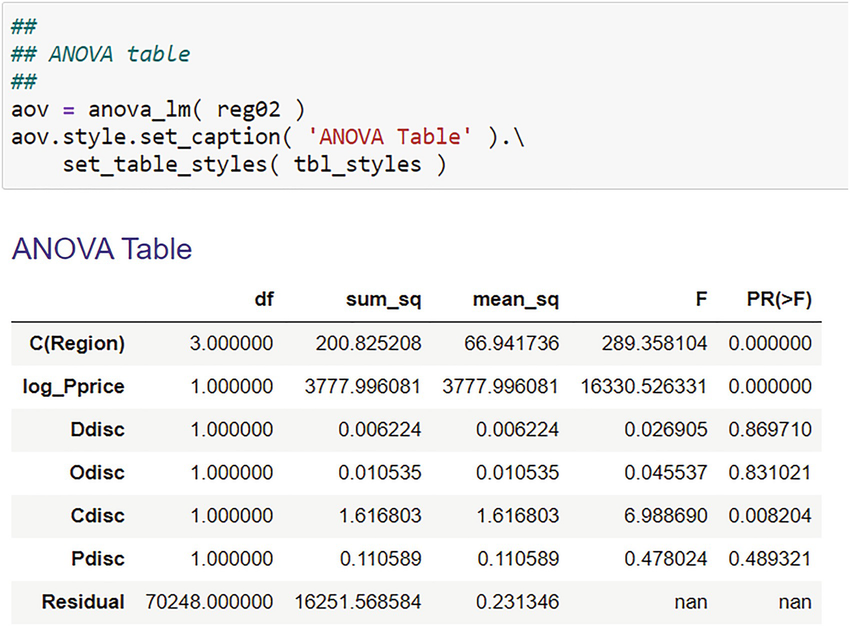 ##
## ANOVA table
##
aov = anova_lm( reg02 )
aov.style.set_caption( 'ANOVA Table' ).\
    set_table_styles( tbl_styles )
ANOVA Table
df sum_sq mean_sq F PR(>F)
C(Region) 3.000000 200.825208 66.941736 289.358104 0.000000
log_Pprice 1.000000 3777.996081 3777.996081 16330.526331 0.000000
Ddisc 1.000000 0.006224 0.006224 0.026905 0.869710
Odisc 1.000000 0.010535 0.010535 0.045537 0.831021
Cdisc 1.000000 1.616803 1.616803 6.988690 0.008204
Pdisc 1.000000 0.110589 0.110589 0.478024 0.489321
Residual 70248.000000 16251.568584 0.231346 nan nan